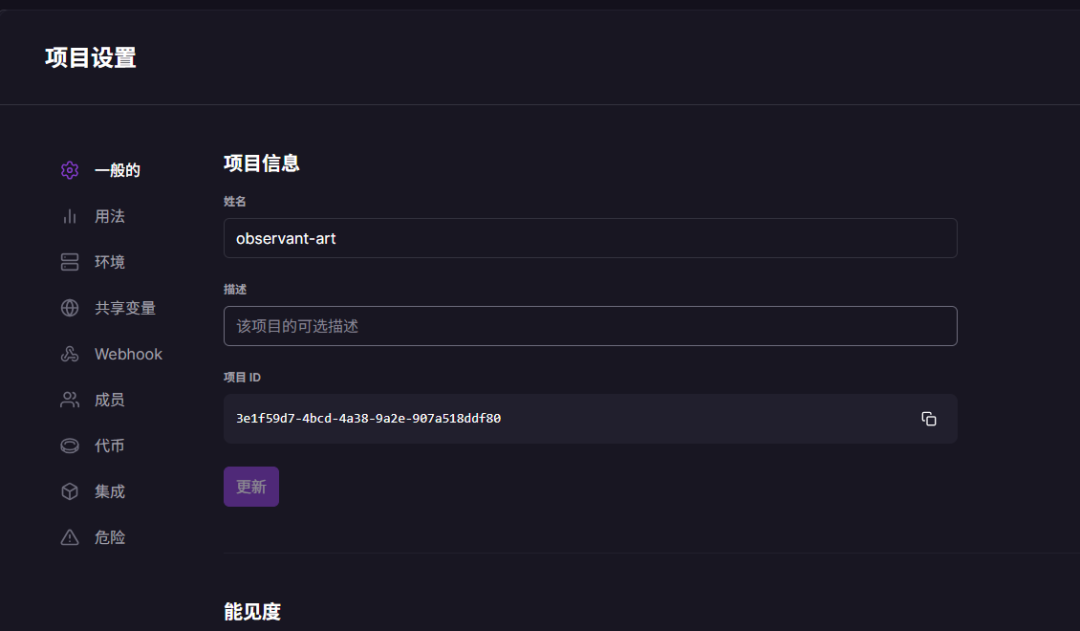 项目设置
一般的
用法
环境
共享变量
Webhook
成员
代币
集成
危险
项目信息
姓名
observant-art
描述
该项目的可选描述
项目 ID
3e1f59d7-4bcd-4a38-9a2e-907a518ddf80
更新
能见度